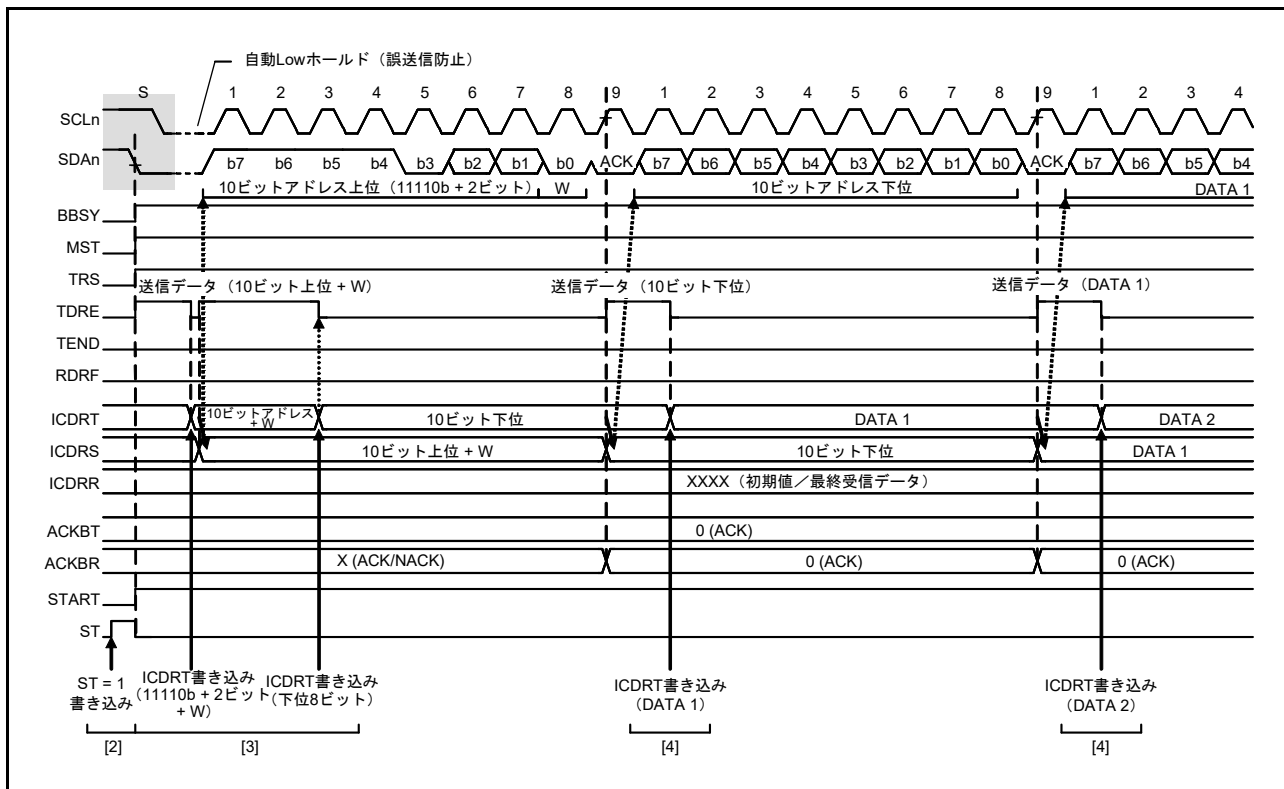 自動Lowホールド（誤送信防止）
S 1 2 3 4 5 6 7 8 9 1 2 3 4 5 6 7 8 9 1 2 3 4
SCLn
SDAn b7 b6 b5 b4 b3 b2 b1 b0 ACK b7 b6 b5 b4 b3 b2 b1 b0 ACK b7 b6 b5 b4
10ビットアドレス上位（11110b + 2ビット） W 10ビットアドレス下位 DATA 1
BBSY
MST
TRS
送信データ（10ビット上位 + W） 送信データ（10ビット下位） 送信データ（DATA 1）
TDRE
TEND
RDRF
ICDRT 10ビットアドレス + W 10ビット下位 DATA 1 DATA 2
ICDRS 10ビット上位 + W 10ビット下位 DATA 1
ICDRR XXXX（初期値／最終受信データ）
ACKBT 0 (ACK)
ACKBR X (ACK/NACK) 0 (ACK) 0 (ACK)
START
ST
ST = 1
書き込み
ICDRT書き込み
（11110b + 2ビット
+ W）
ICDRT書き込み
（下位8ビット）
ICDRT書き込み
（DATA 1）
ICDRT書き込み
（DATA 2）
[2] [3] [4] [4]